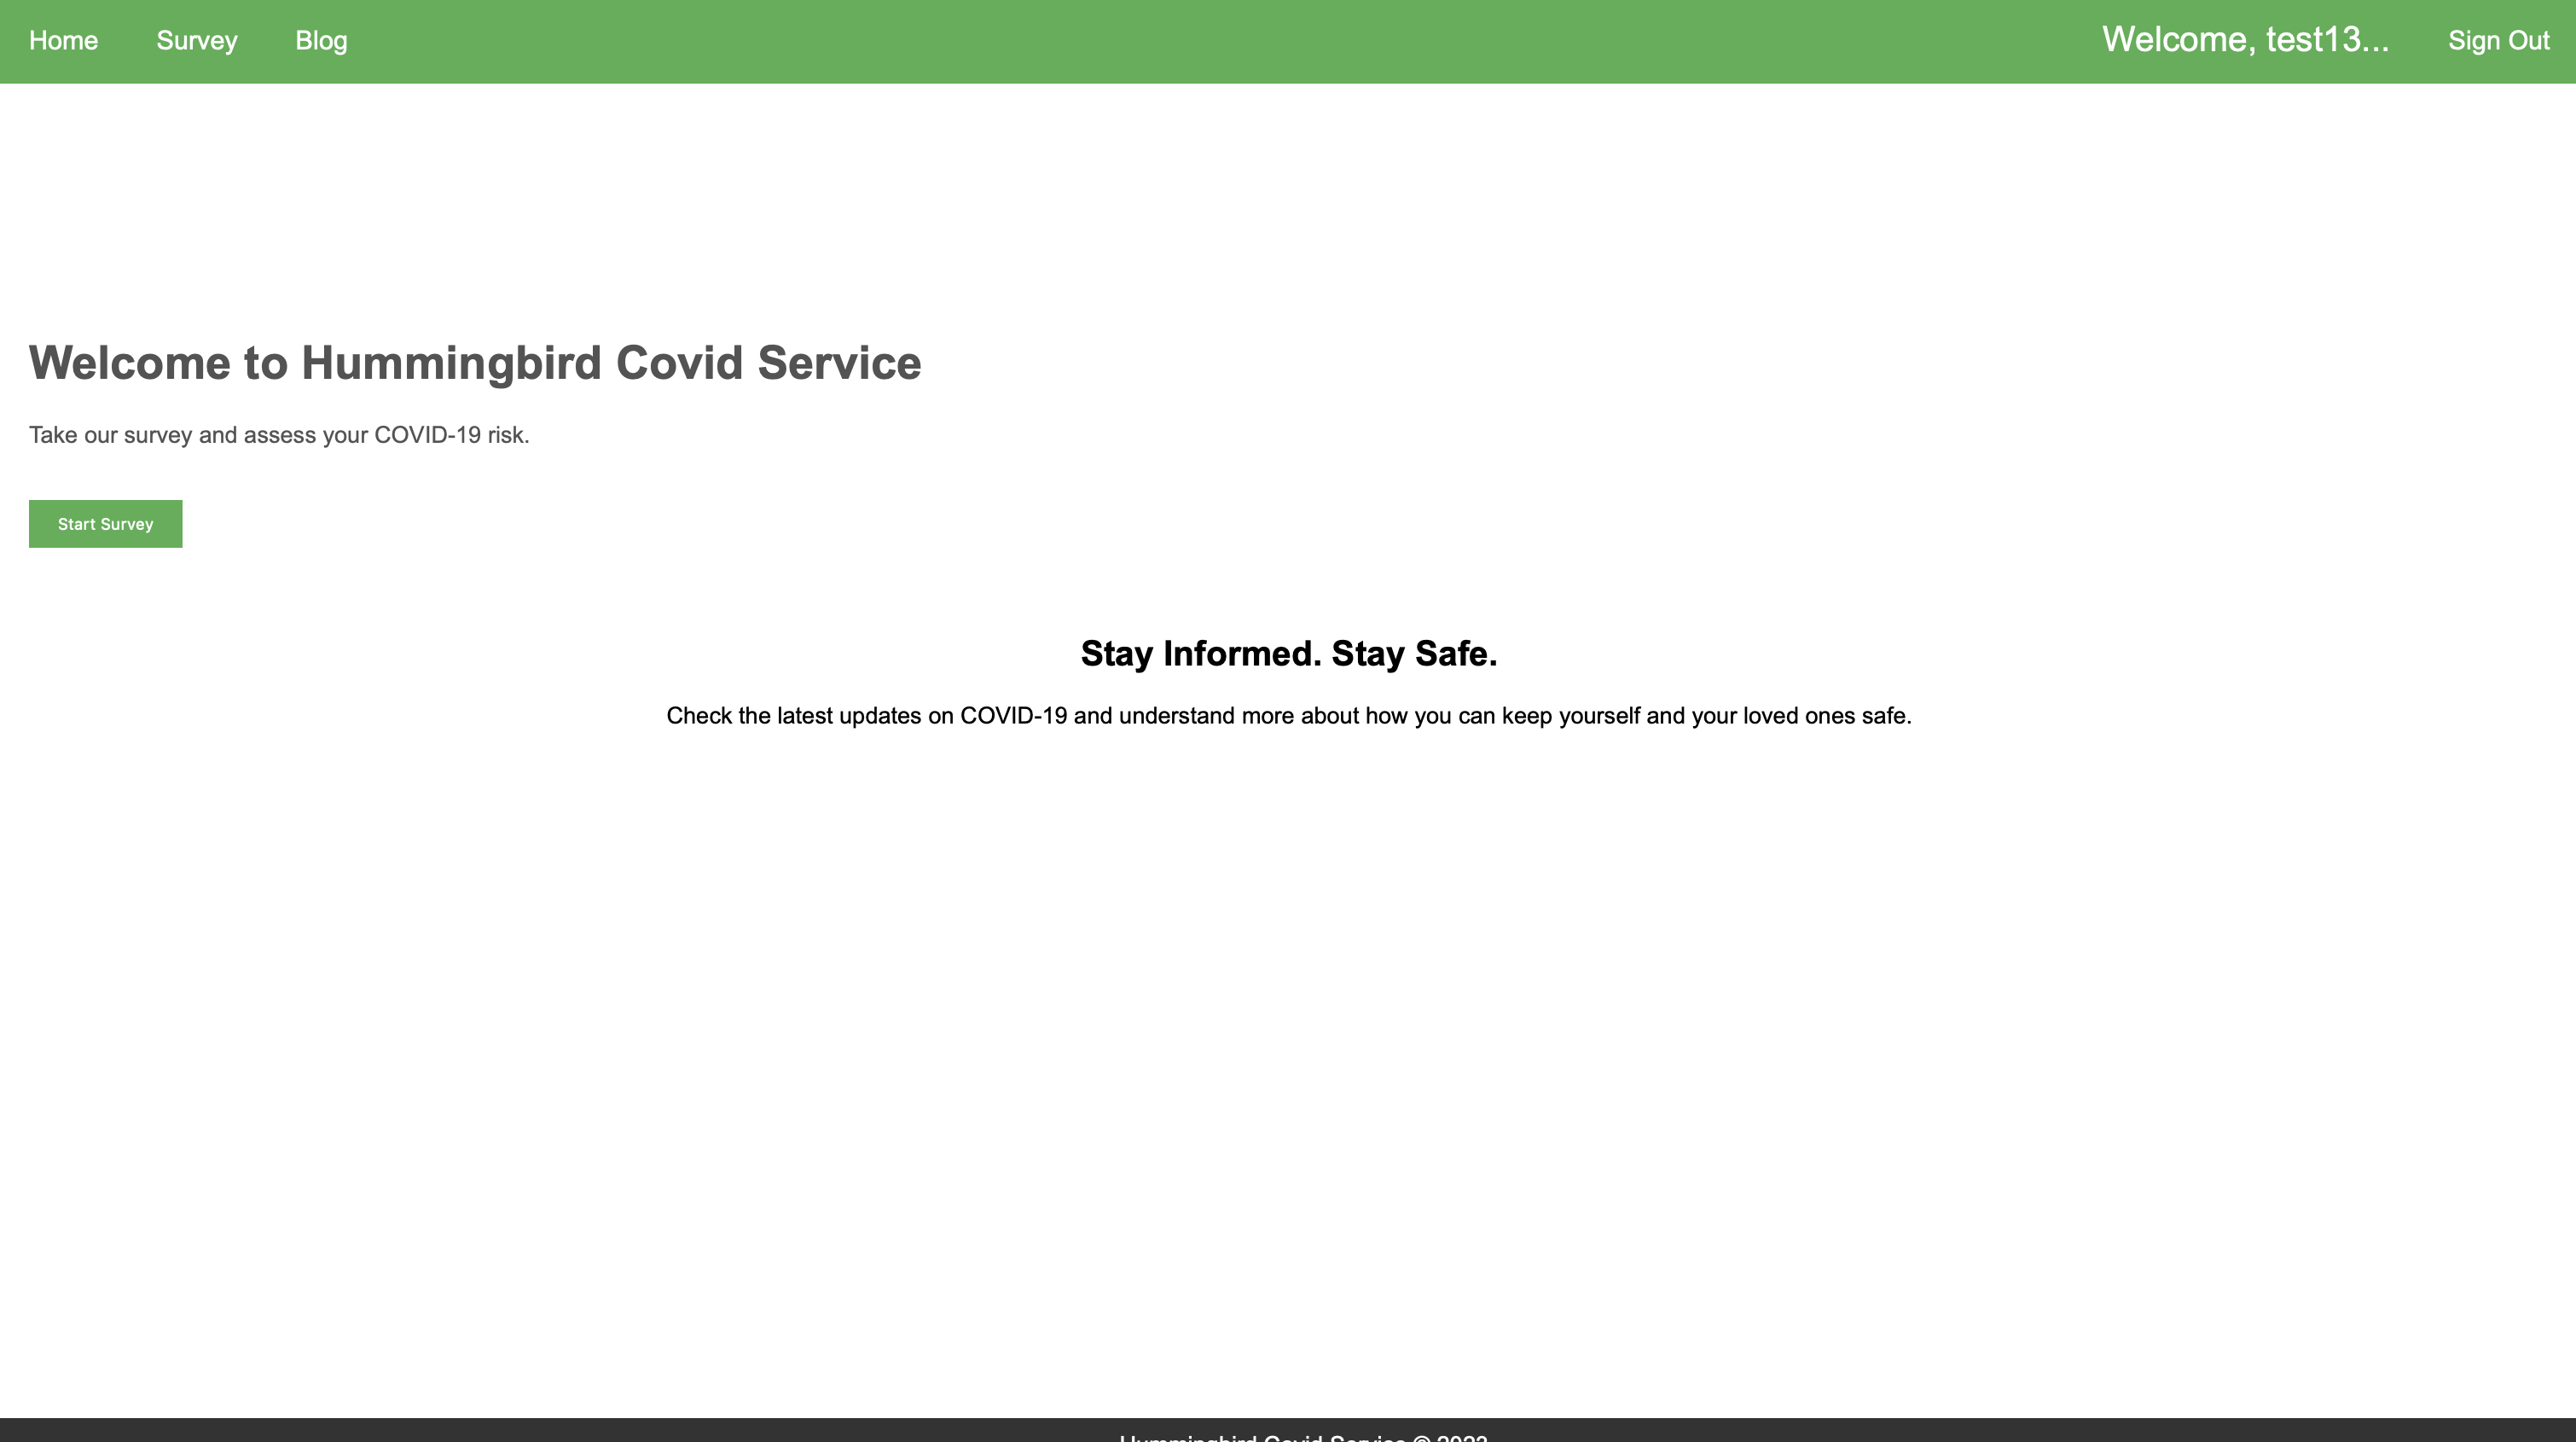 Home Survey Blog Welcome, test13... Sign Out
Welcome to Hummingbird Covid Service
Take our survey and assess your COVID-19 risk.
Start Survey
Stay Informed. Stay Safe.
Check the latest updates on COVID-19 and understand more about how you can keep yourself and your loved ones safe.
Hummingbird Covid Service ©